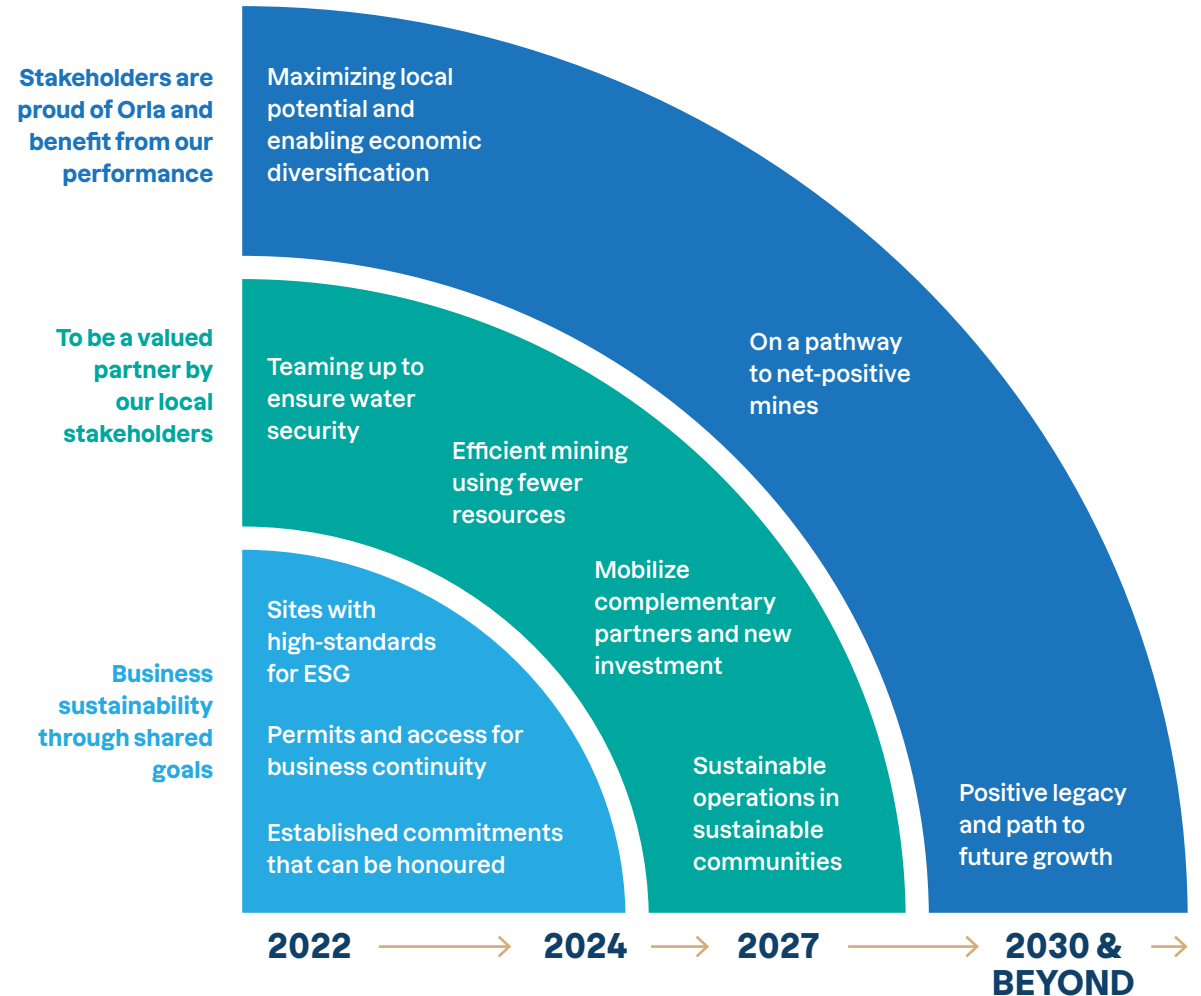 Stakeholders are
proud of Orla and
benefit from our
performance
Maximizing local
potential and
enabling economic
diversification
On a pathway
to net-positive
mines
Positive legacy
and path to
future growth
To be a valued
partner by
our local
stakeholders
Teaming up to
ensure water
security
Efficient mining
using fewer
resources
Mobilize
complementary
partners and new
investment
Sustainable
operations in
sustainable
communities
Business
sustainability
through shared
goals
Sites with
high-standards
for ESG
Permits and access for
business continuity
Established commitments
that can be honoured
2022
2024
2027
2030 &
BEYOND